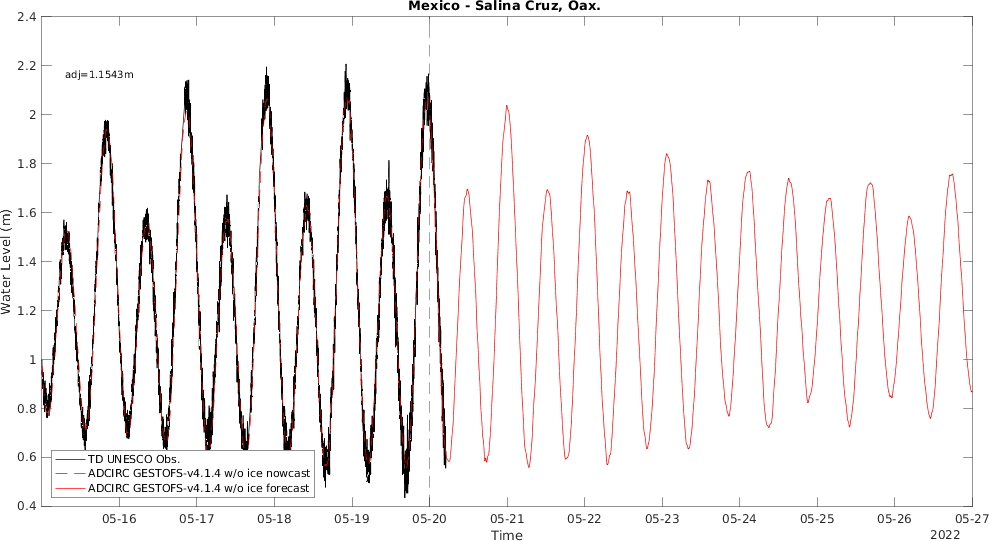 Mexico - Salina Cruz, Oax.
2.4
2.2
2
1.8
1.6
1.4
1.2
1
0.8
0.6
0.4
Water Level (m)
adj=1.1543m
TD UNESCO Obs.
ADCIRC GESTOFS-v4.1.4 w/o ice nowcast
ADCIRC GESTOFS-v4.1.4 w/o ice forecast
05-16 05-17 05-18 05-19 05-20 05-21 05-22 05-23 05-24 05-25 05-26 05-27
Time
2022